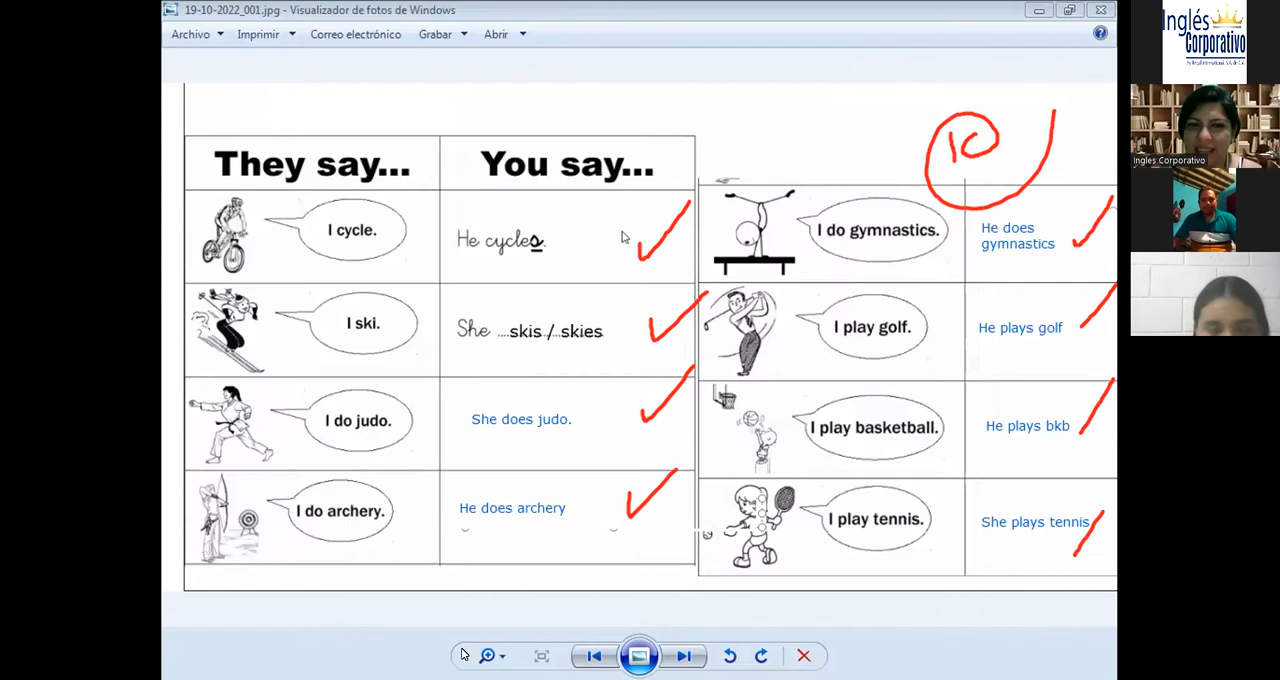 19-10-2022_001.jpg - Visualizador de fotos de Windows
Archivo Imprimir Correo electrónico Grabar Abrir
Inglés
Corporativo
Ingles Corporativo
They say... You say...
I cycle. He cycles.
I ski. She skis / skies
I do judo. She does judo.
I do archery. He does archery
10
I do gymnastics. He does
gymnastics
I play golf. He plays golf
I play basketball. He plays bkb
I play tennis. She plays tennis